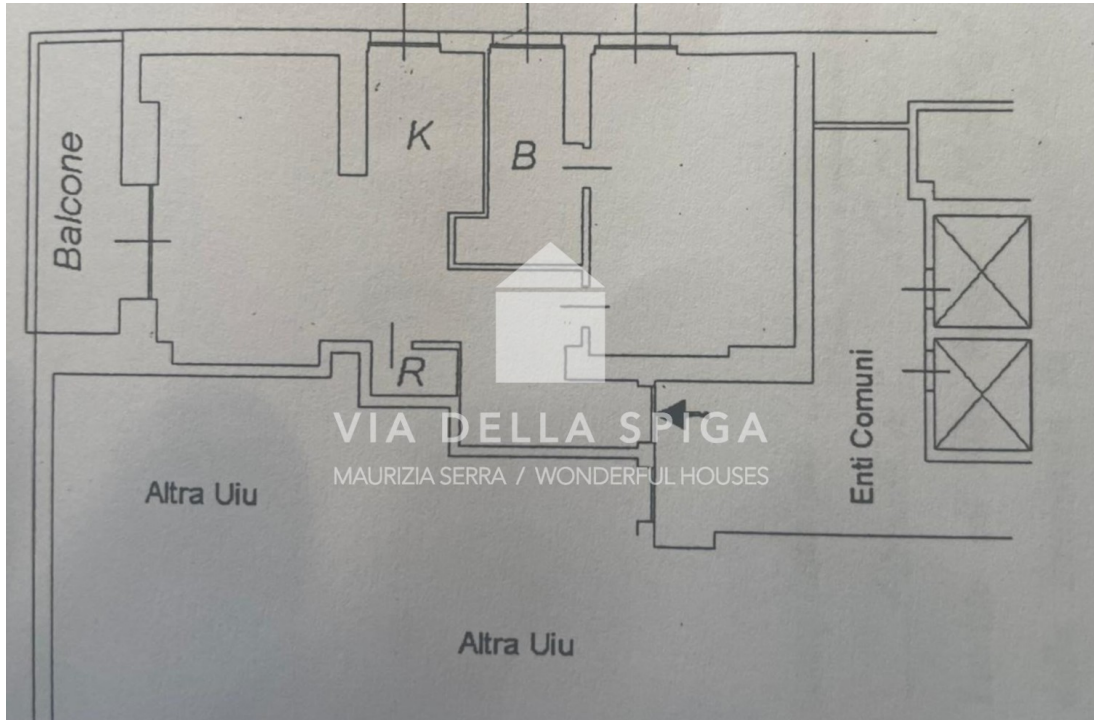 K
B
Balcone
R
VIA DELLA SPIGA
MAURIZIA SERRA / WONDERFUL HOUSES
Enti Comuni
Altra Uiu
Altra Uiu